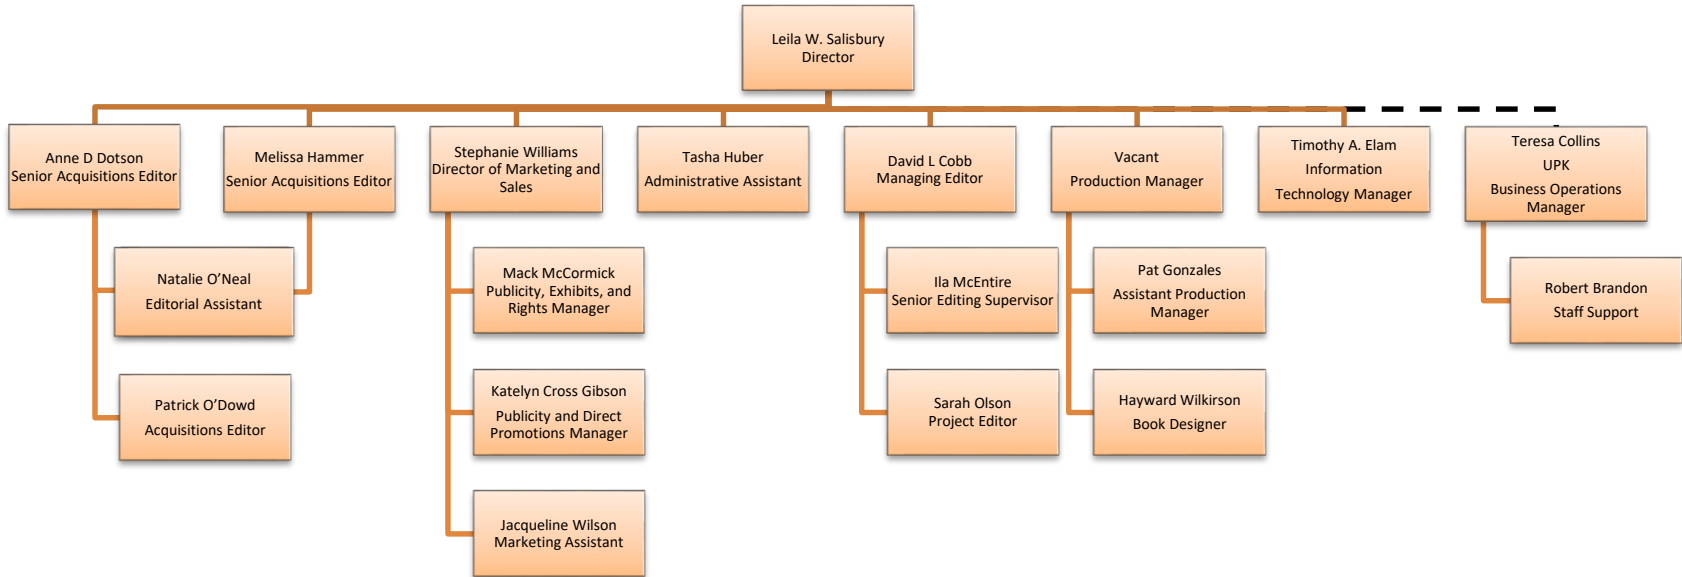 Leila W. Salisbury
Director
Anne D Dotson
Senior Acquisitions Editor
Melissa Hammer
Senior Acquisitions Editor
Stephanie Williams
Director of Marketing and
Sales
Tasha Huber
Administrative Assistant
David L Cobb
Managing Editor
Vacant
Production Manager
Timothy A. Elam
Information
Technology Manager
Teresa Collins
UPK
Business Operations
Manager
Natalie O’Neal
Editorial Assistant
Mack McCormick
Publicity, Exhibits, and
Rights Manager
Ila McEntire
Senior Editing Supervisor
Pat Gonzales
Assistant Production
Manager
Robert Brandon
Staff Support
Patrick O’Dowd
Acquisitions Editor
Katelyn Cross Gibson
Publicity and Direct
Promotions Manager
Sarah Olson
Project Editor
Hayward Wilkirson
Book Designer
Jacqueline Wilson
Marketing Assistant